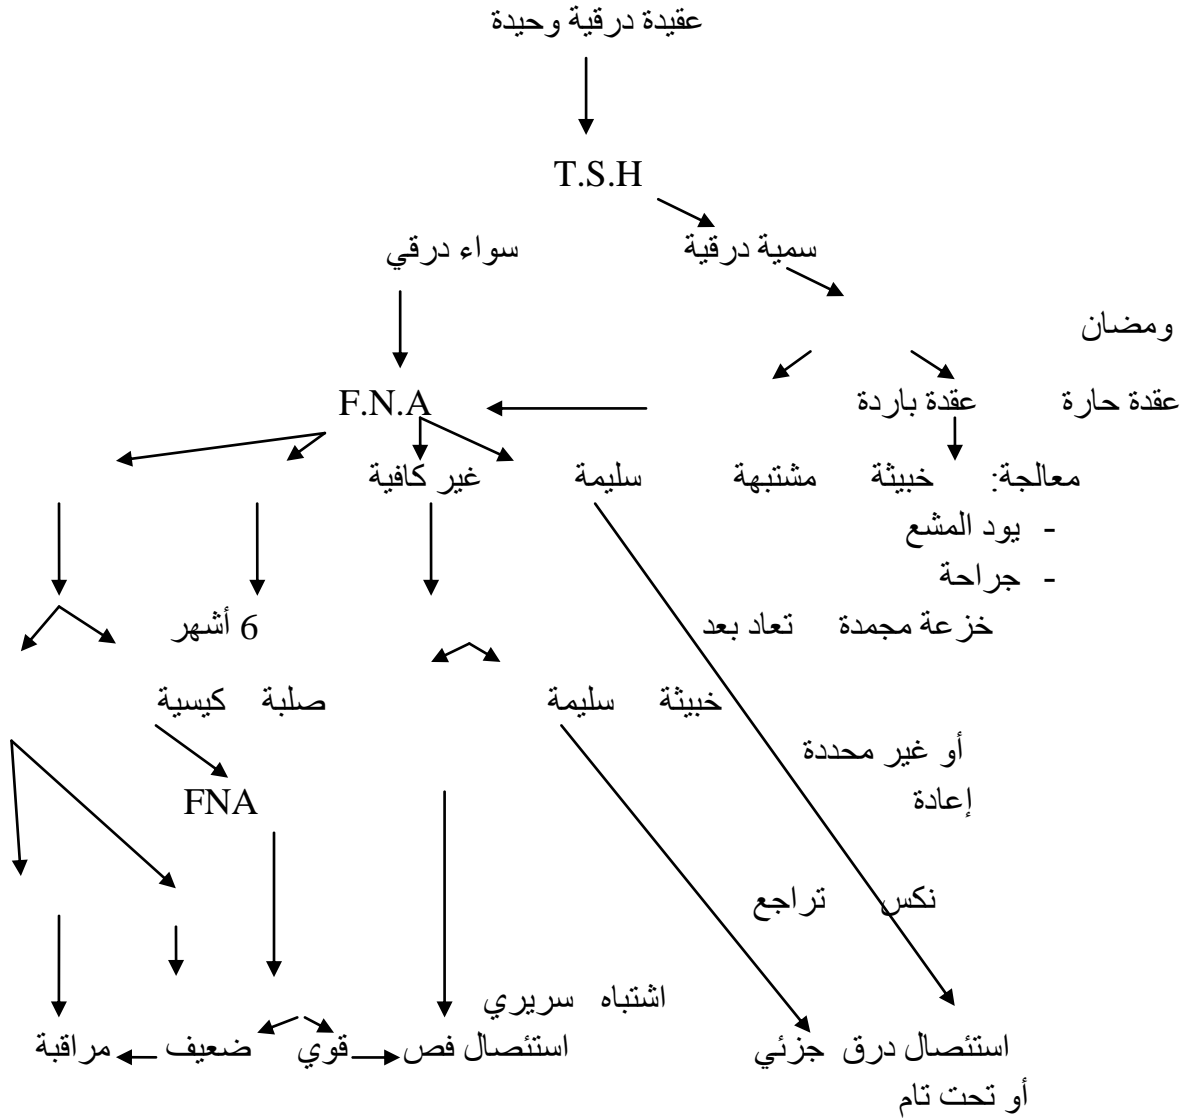 عقيدة درقية وحيدة
T.S.H
سمية درقية سواء درقي
ومضان
عقدة حارة عقدة باردة F.N.A
معالجة: خبيثة مشتبهة سليمة غير كافية
- يود المشع
- جراحة
خزعة مجمدة تعاد بعد 6 أشهر
خبيثة سليمة صلبة كيسية
أو غير محددة
إعادة FNA
نكس تراجع
اشتباه سريري
استئصال درق جزئي استئصال فص قوي ضعيف مراقبة
أو تحت تام